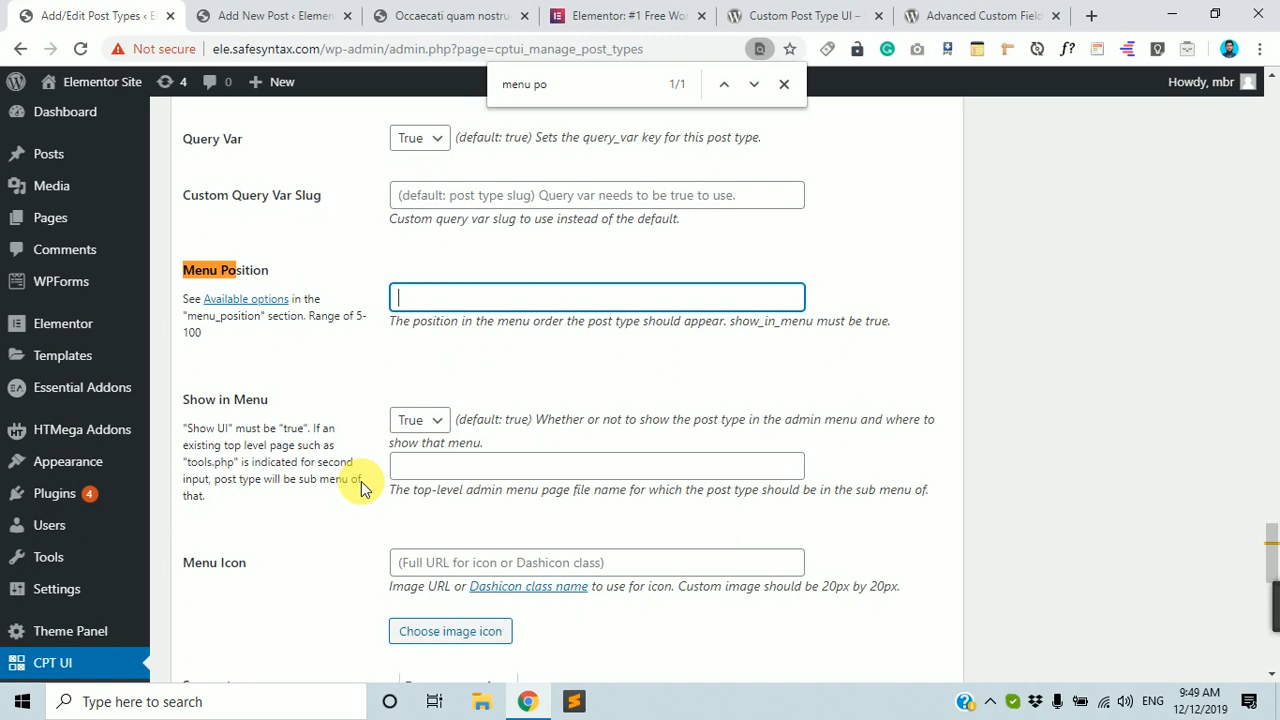 Add/Edit Post Types ‹ El
Add New Post ‹ Elemen
Occaecati quam nostru
Elementor: #1 Free Wo
Custom Post Type UI –
Advanced Custom Field
Not secure
ele.safesyntax.com/wp-admin/admin.php?page=cptui_manage_post_types
menu po
1/1
Elementor Site
4
0
New
Howdy, mbr
Dashboard
Posts
Media
Pages
Comments
WPForms
Elementor
Templates
Essential Addons
HTMega Addons
Appearance
Plugins 4
Users
Tools
Settings
Theme Panel
CPT UI
Query Var
True
(default: true) Sets the query_var key for this post type.
Custom Query Var Slug
(default: post type slug) Query var needs to be true to use.
Custom query var slug to use instead of the default.
Menu Position
See Available options in the
"menu_position" section. Range of 5-
100
The position in the menu order the post type should appear. show_in_menu must be true.
Show in Menu
"Show UI" must be "true". If an
existing top level page such as
"tools.php" is indicated for second
input, post type will be sub menu of
that.
True
(default: true) Whether or not to show the post type in the admin menu and where to
show that menu.
The top-level admin menu page file name for which the post type should be in the sub menu of.
Menu Icon
(Full URL for icon or Dashicon class)
Image URL or Dashicon class name to use for icon. Custom image should be 20px by 20px.
Choose image icon
Type here to search
ENG
9:49 AM
12/12/2019